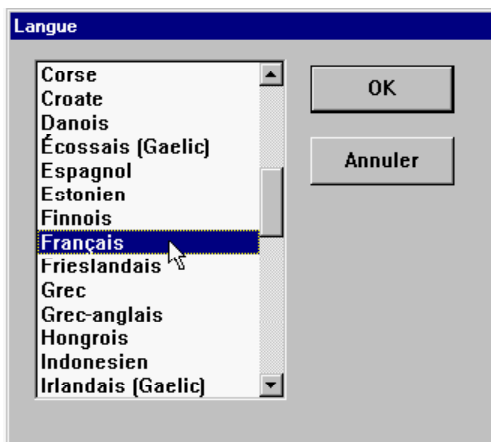 Langue
Corse
Croate
Danois
Écossais (Gaelic)
Espagnol
Estonien
Finnois
Français
Frieslandais
Grec
Grec-anglais
Hongrois
Indonesien
Irlandais (Gaelic)
OK
Annuler